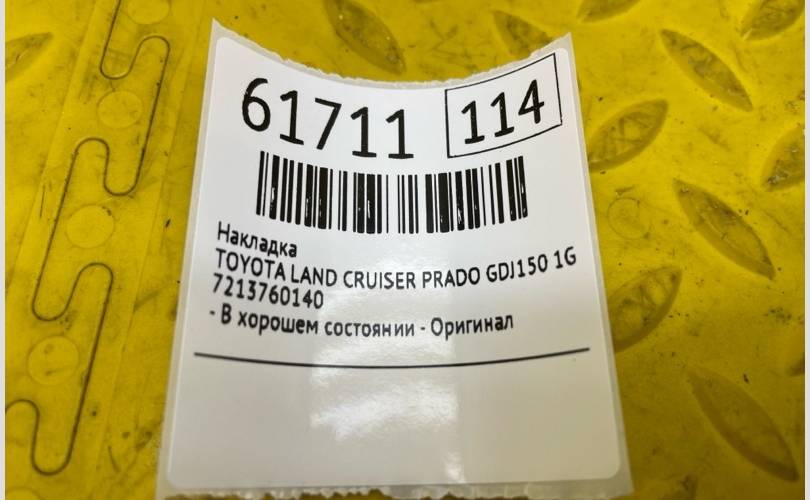 61711 114
Накладка
TOYOTA LAND CRUISER PRADO GDJ150 1G
7213760140
- В хорошем состоянии - Оригинал